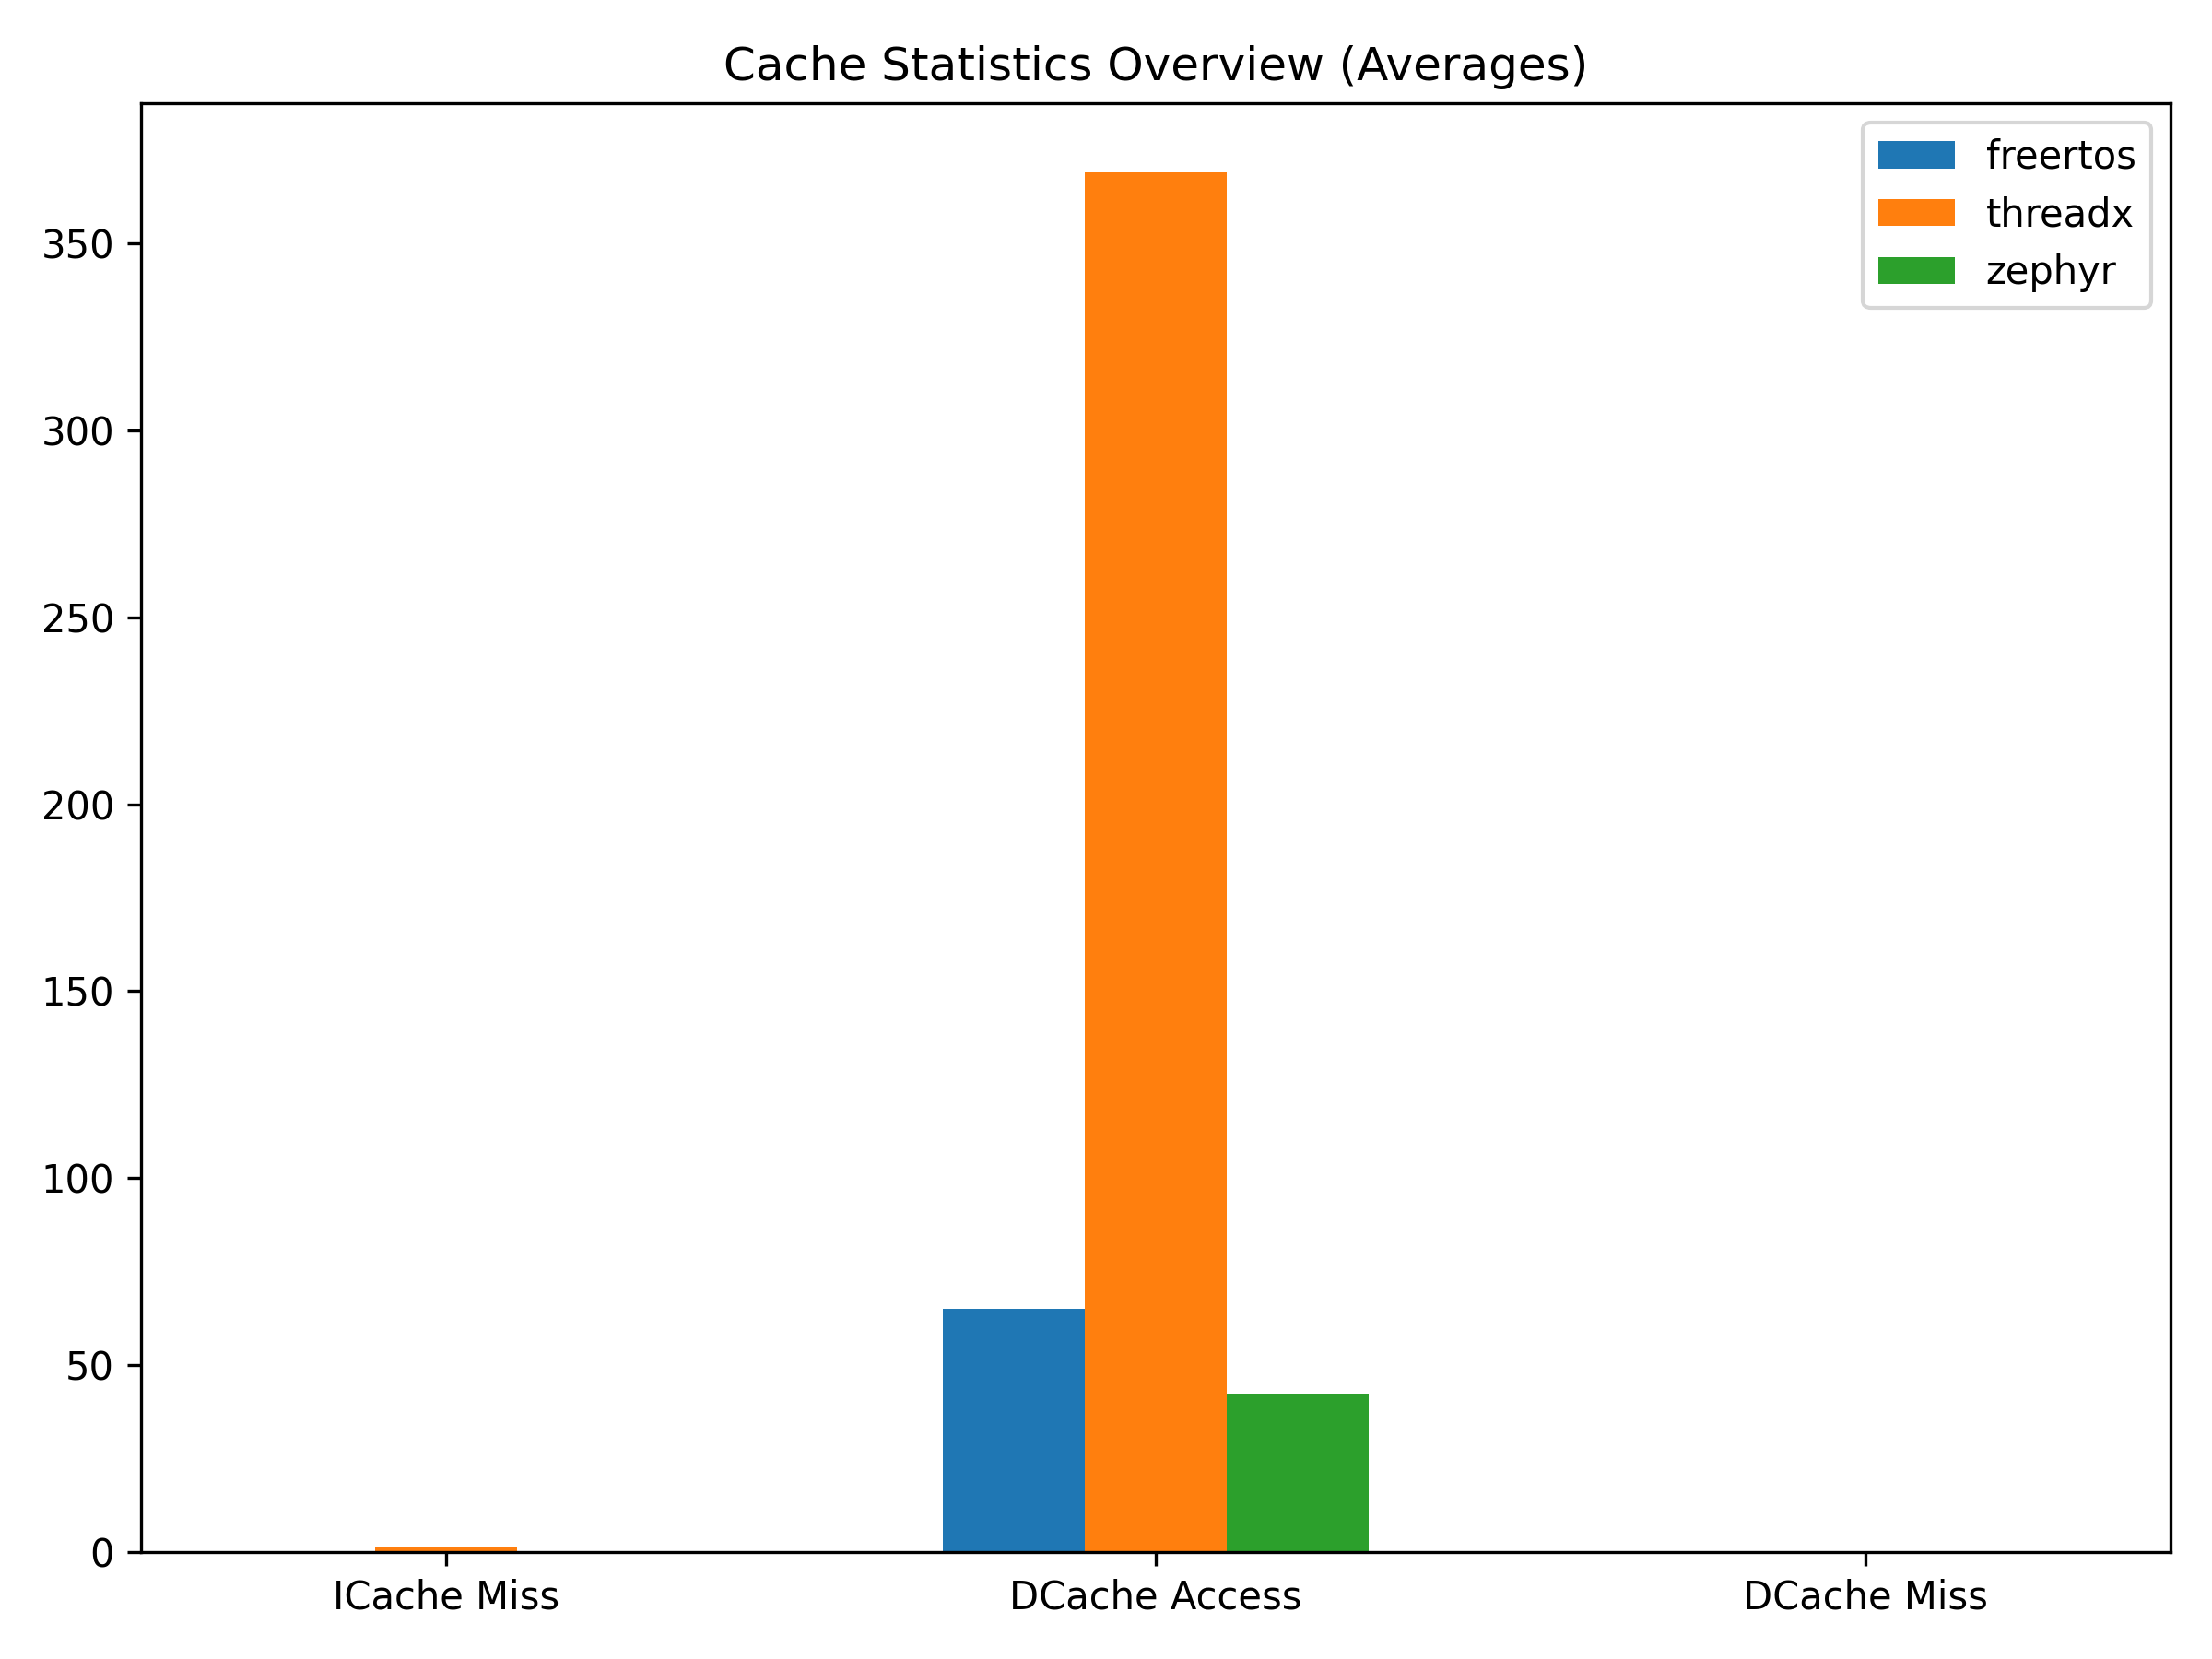 Cache Statistics Overview (Averages)
freertos
threadx
zephyr
350
300
250
200
150
100
50
0
ICache Miss
DCache Access
DCache Miss